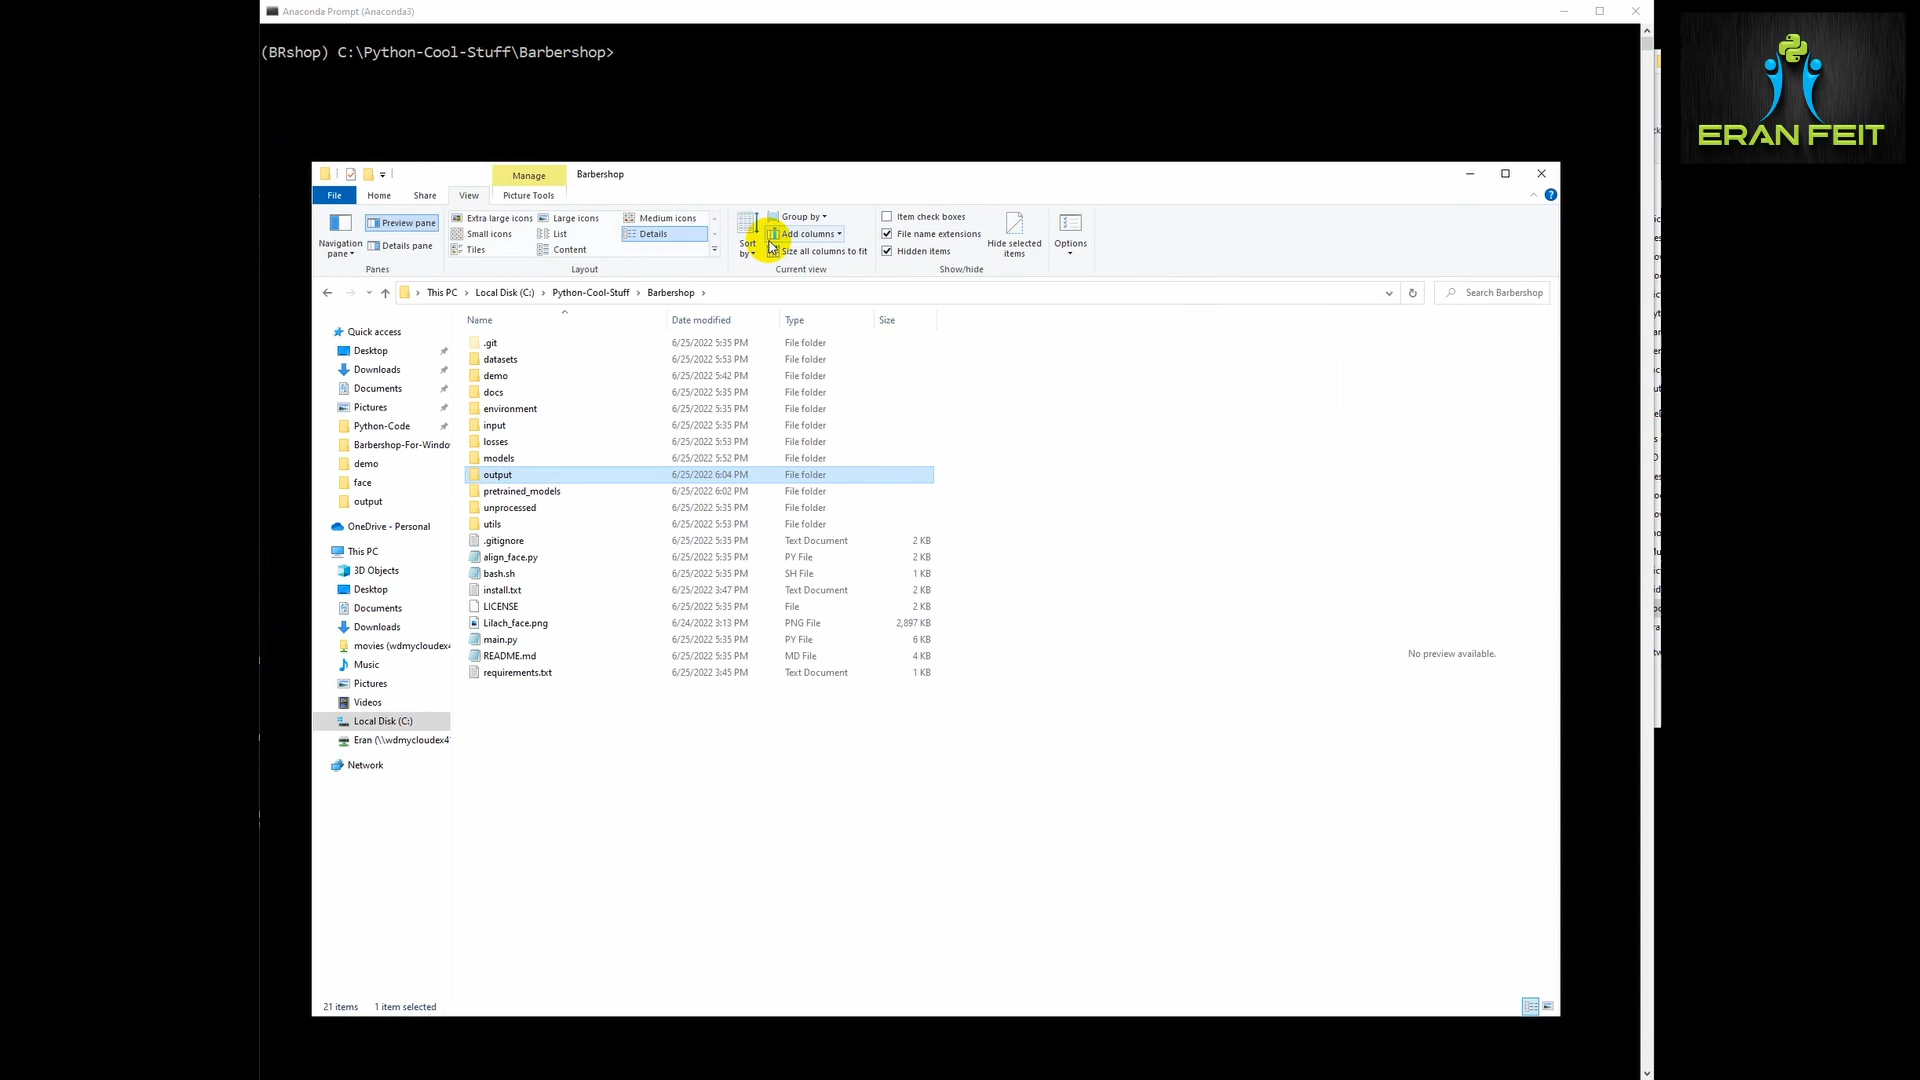 Anaconda Prompt (Anaconda3)
(BRshop) C:\Python-Cool-Stuff\Barbershop>
ERAN FEIT
Manage
Barbershop
File
Home
Share
View
Picture Tools
Navigation pane
Preview pane
Details pane
Panes
Extra large icons
Large icons
Medium icons
Small icons
List
Details
Tiles
Content
Layout
Sort by
Group by
Add columns
Size all columns to fit
Current view
Item check boxes
File name extensions
Hidden items
Hide selected items
Show/hide
Options
This PC
Local Disk (C:)
Python-Cool-Stuff
Barbershop
Search Barbershop
Quick access
Desktop
Downloads
Documents
Pictures
Python-Code
Barbershop-For-Windo
demo
face
output
OneDrive - Personal
This PC
3D Objects
Desktop
Documents
Downloads
movies (wdmycloudex4
Music
Pictures
Videos
Local Disk (C:)
Eran (\\wdmycloudex4
Network
Name Date modified Type Size
.git 6/25/2022 5:35 PM File folder
datasets 6/25/2022 5:53 PM File folder
demo 6/25/2022 5:42 PM File folder
docs 6/25/2022 5:35 PM File folder
environment 6/25/2022 5:35 PM File folder
input 6/25/2022 5:35 PM File folder
losses 6/25/2022 5:53 PM File folder
models 6/25/2022 5:52 PM File folder
output 6/25/2022 6:04 PM File folder
pretrained_models 6/25/2022 6:02 PM File folder
unprocessed 6/25/2022 5:35 PM File folder
utils 6/25/2022 5:53 PM File folder
.gitignore 6/25/2022 5:35 PM Text Document 2 KB
align_face.py 6/25/2022 5:35 PM PY File 2 KB
bash.sh 6/25/2022 5:35 PM SH File 1 KB
install.txt 6/25/2022 3:47 PM Text Document 2 KB
LICENSE 6/25/2022 5:35 PM File 2 KB
Lilach_face.png 6/24/2022 3:13 PM PNG File 2,897 KB
main.py 6/25/2022 5:35 PM PY File 6 KB
README.md 6/25/2022 5:35 PM MD File 4 KB
requirements.txt 6/25/2022 3:45 PM Text Document 1 KB
No preview available.
21 items
1 item selected